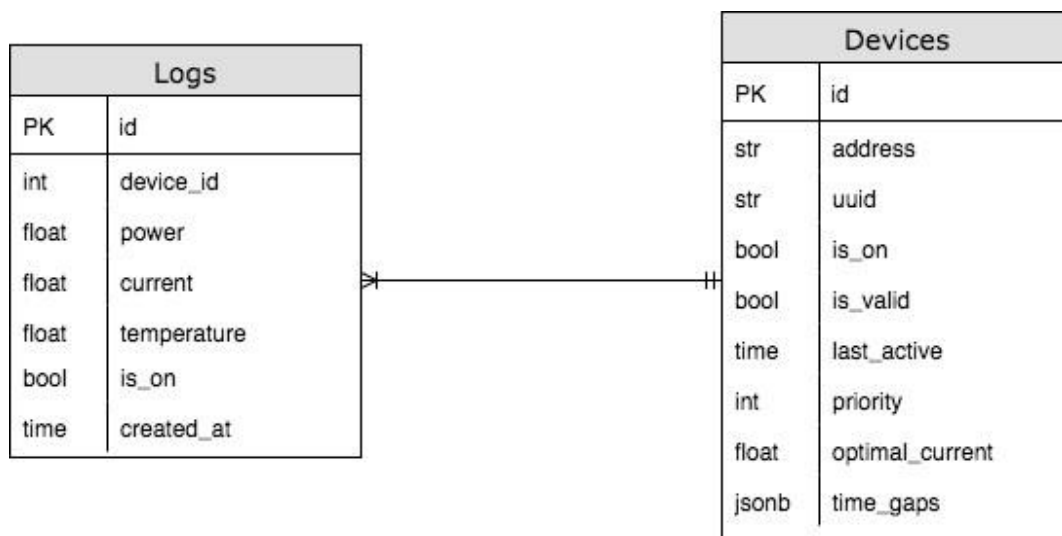 Logs
PK id
int device_id
float power
float current
float temperature
bool is_on
time created_at
Devices
PK id
str address
str uuid
bool is_on
bool is_valid
time last_active
int priority
float optimal_current
jsonb time_gaps